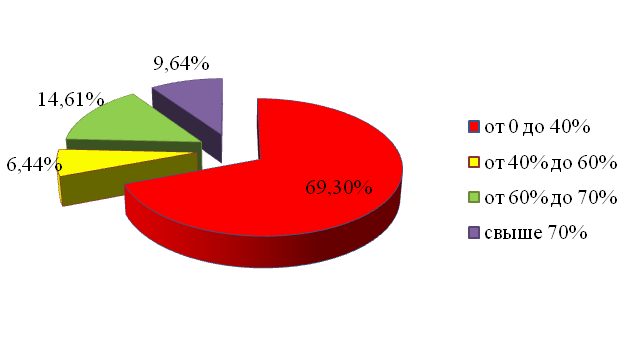 9,64%
14,61%
6,44%
69,30%
от 0 до 40%
от 40% до 60%
от 60% до 70%
свыше 70%